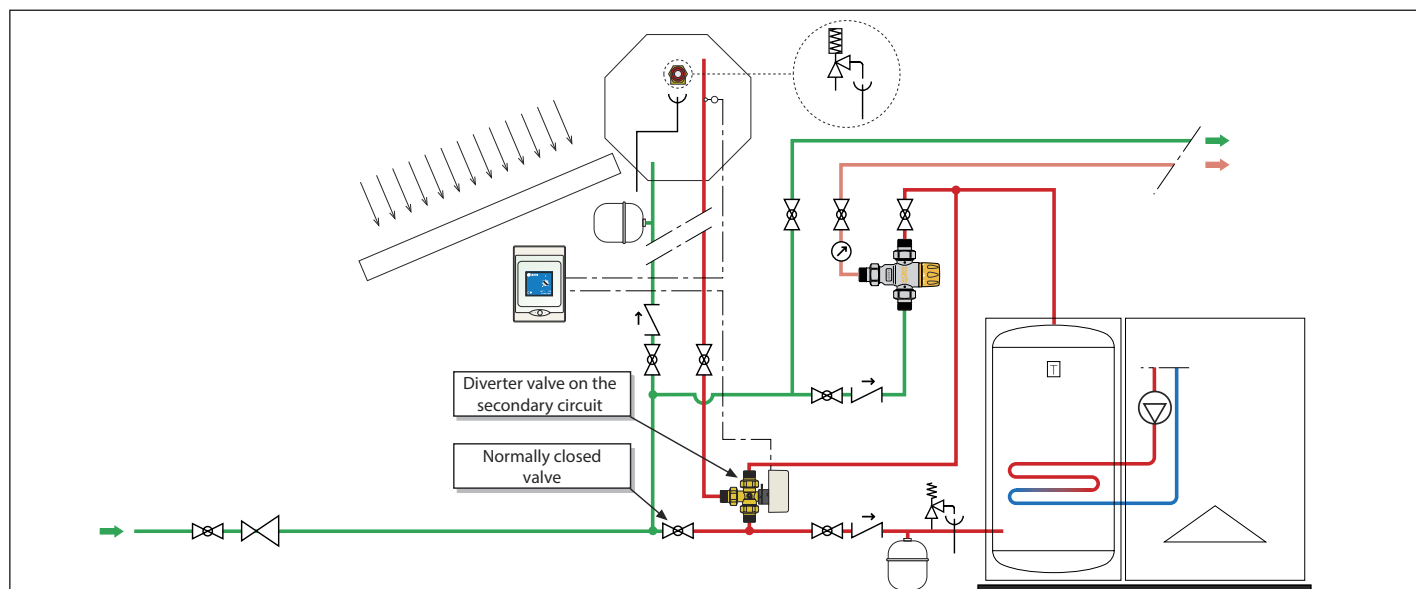 Diverter valve on the
secondary circuit
Normally closed
valve
T